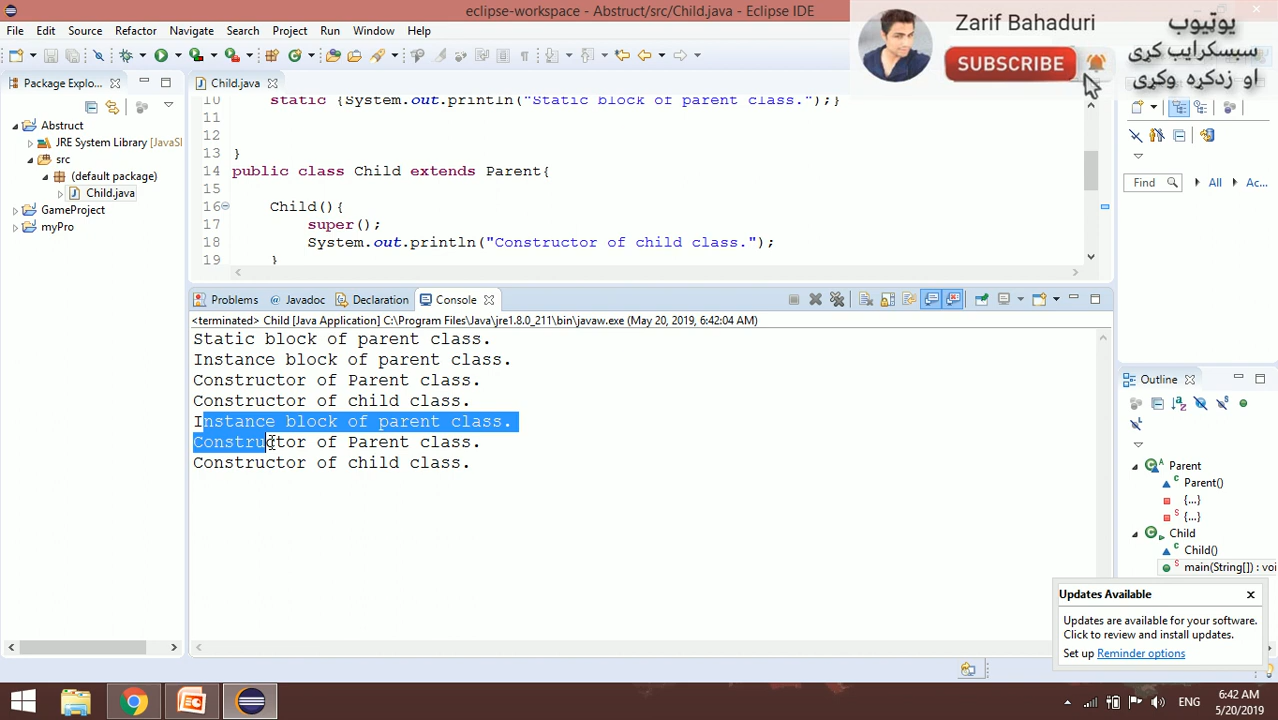 eclipse-workspace - Abstruct/src/Child.java - Eclipse IDE
File Edit Source Refactor Navigate Search Project Run Window Help
Zarif Bahaduri
SUBSCRIBE
یوټیوب
سبسکرایب کړی
او زدکړه وکړی
Package Explo...
Child.java
Abstruct
JRE System Library [JavaS
src
(default package)
Child.java
GameProject
myPro
10 static {System.out.println("Static block of parent class.");}
11
12
13 }
14 public class Child extends Parent{
15
16 Child(){
17 super();
18 System.out.println("Constructor of child class.");
19 }
Find All Ac...
Problems Javadoc Declaration Console
<terminated> Child [Java Application] C:\Program Files\Java\jre1.8.0_211\bin\javaw.exe (May 20, 2019, 6:42:04 AM)
Static block of parent class.
Instance block of parent class.
Constructor of Parent class.
Constructor of child class.
Instance block of parent class.
Constructor of Parent class.
Constructor of child class.
Outline
Parent
Parent()
{...}
{...}
Child
Child()
main(String[]) : voi
Updates Available
Updates are available for your software.
Click to review and install updates.
Set up Reminder options
ENG
6:42 AM
5/20/2019